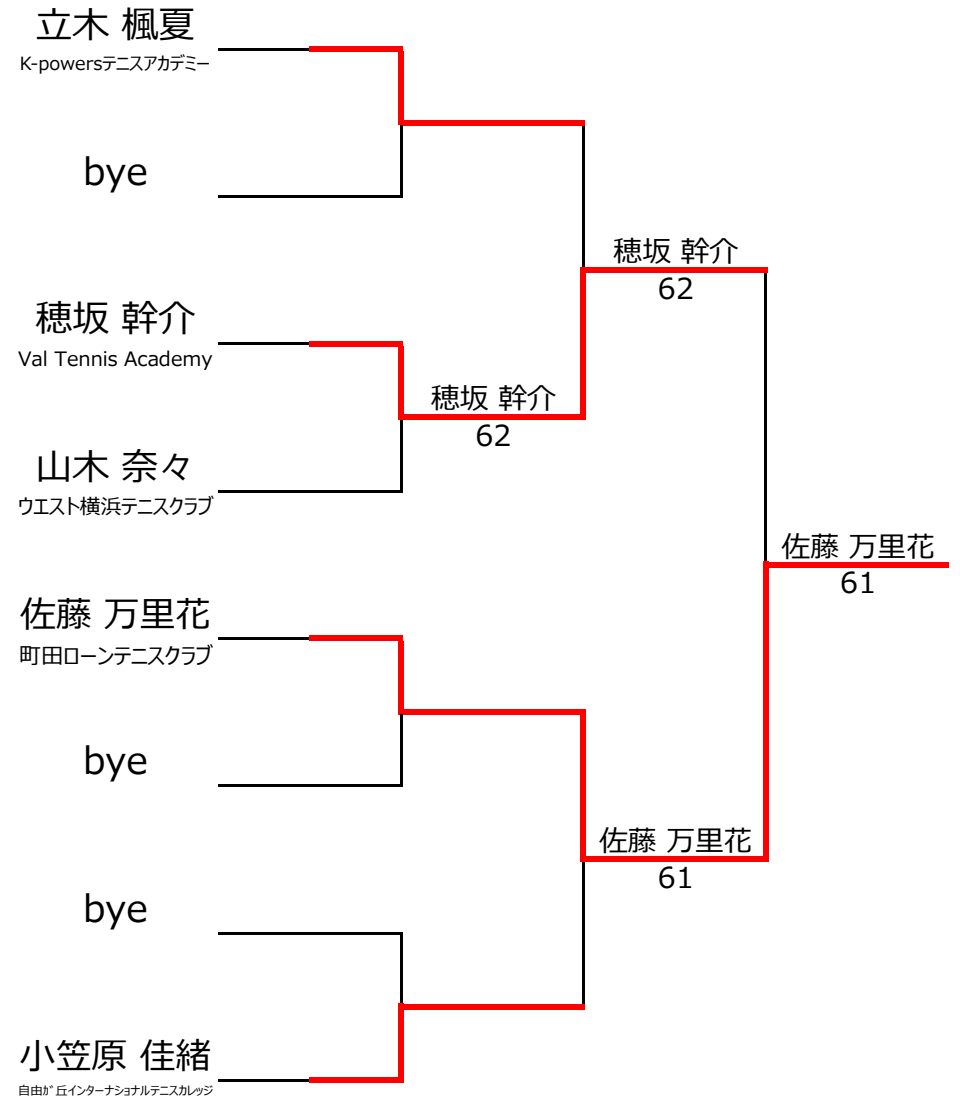 立木 楓夏
K-powersテニスアカデミー
bye
穂坂 幹介
62
穂坂 幹介
Val Tennis Academy
穂坂 幹介
62
山木 奈々
ウエスト横浜テニスクラブ
佐藤 万里花
61
佐藤 万里花
町田ローンテニスクラブ
bye
佐藤 万里花
61
bye
小笠原 佳緒
自由が丘インターナショナルテニスカレッジ